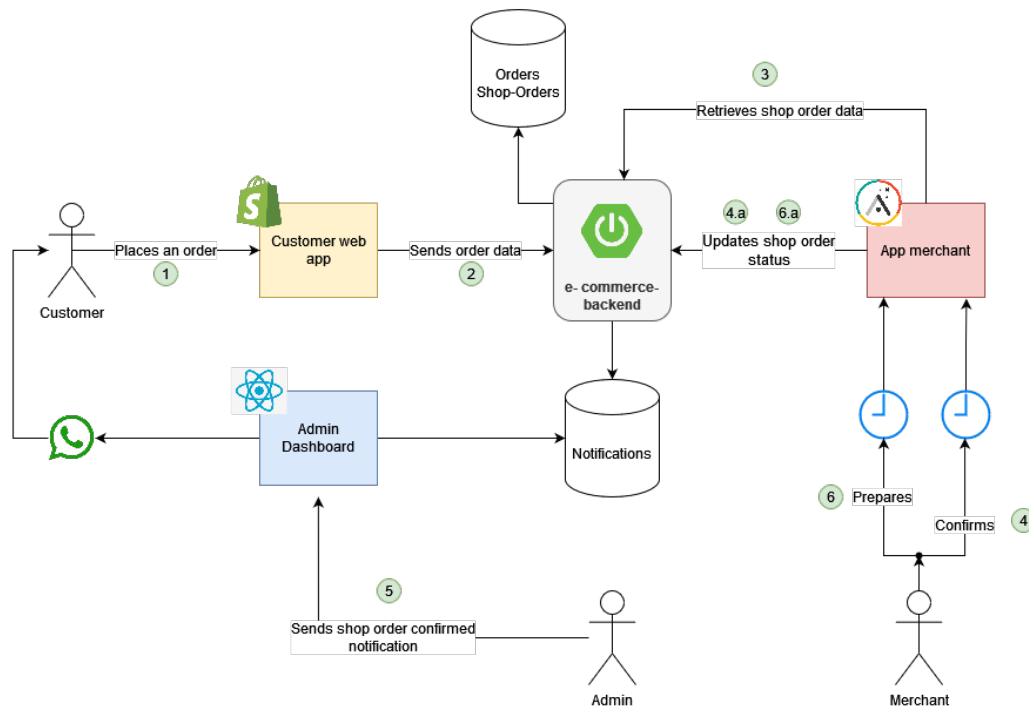 Orders
Shop-Orders
3
Retrieves shop order data
4.a
6.a
Updates shop order
status
Places an order
1
Customer web
app
Sends order data
2
e- commerce-
backend
App merchant
Customer
Admin
Dashboard
Notifications
6
Prepares
Confirms
4
5
Sends shop order confirmed
notification
Admin
Merchant